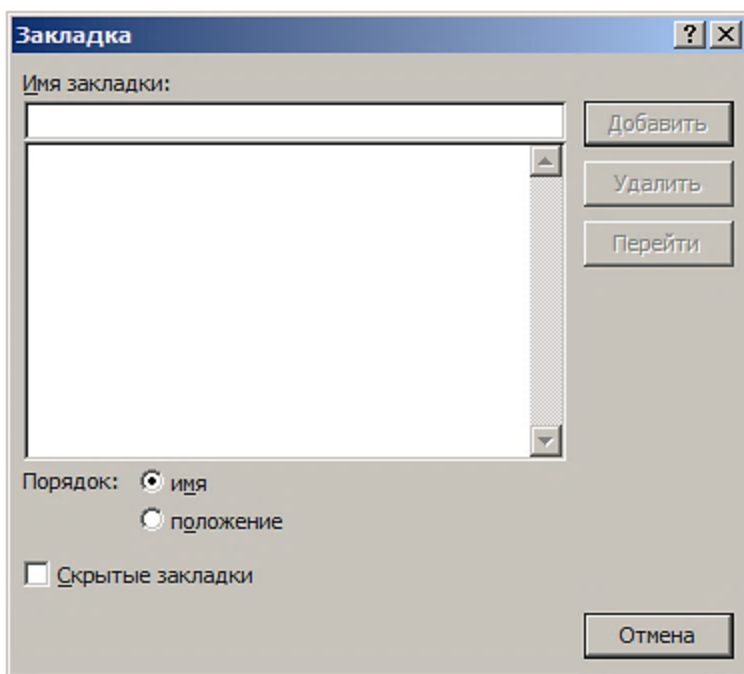 Закладка
Имя закладки:
Добавить
Удалить
Перейти
Порядок: имя
положение
Скрытые закладки
Отмена